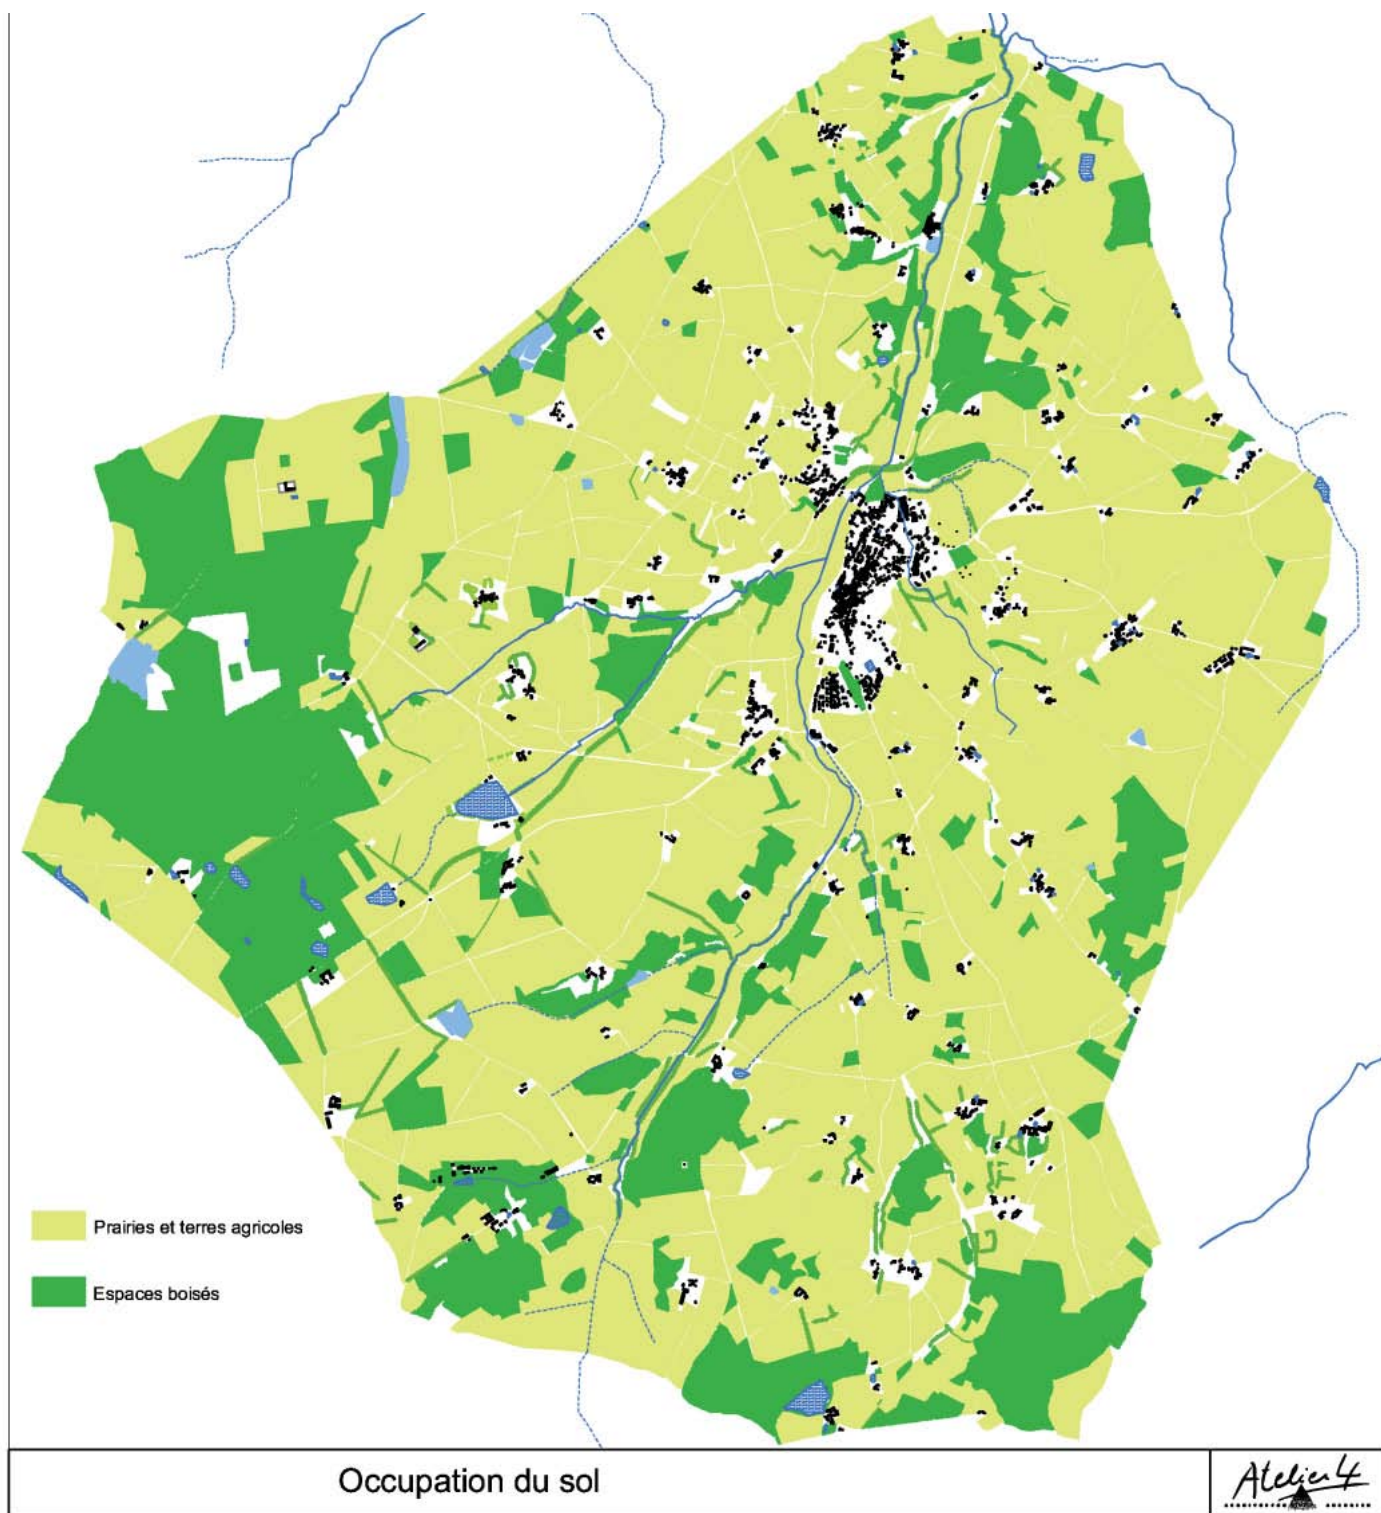 Prairies et terres agricoles
Espaces boisés
Occupation du sol
Atelier 4